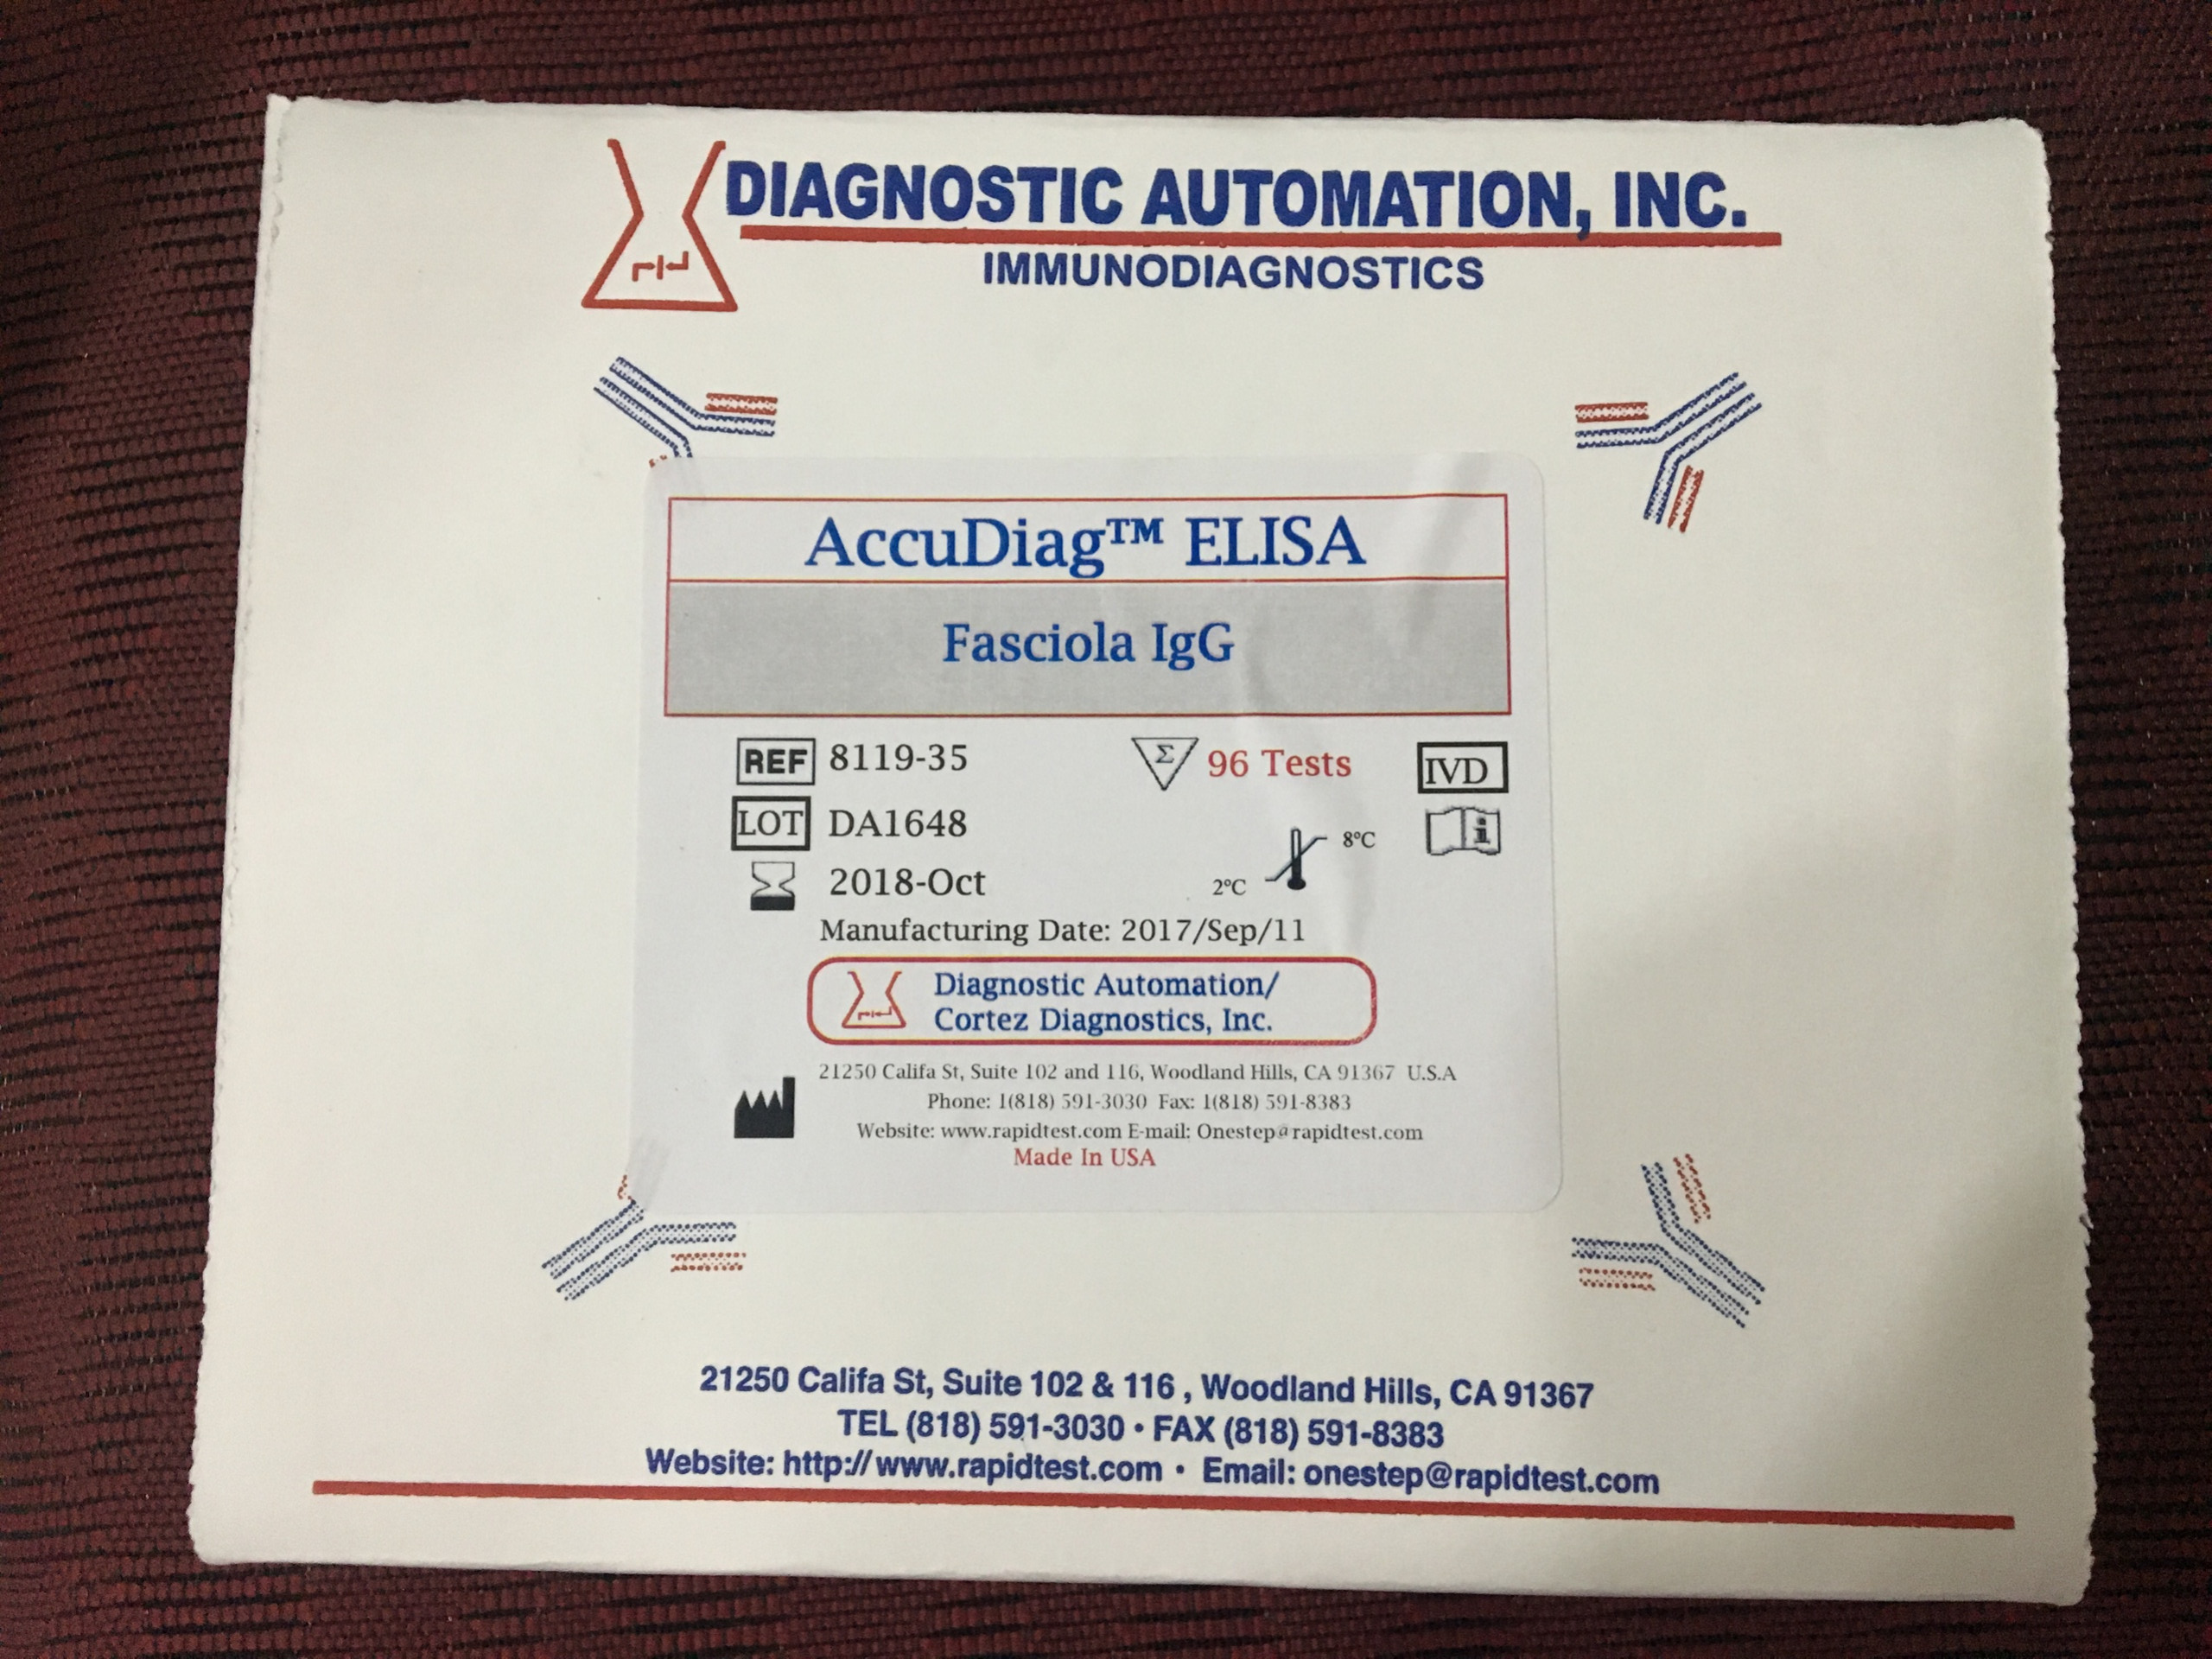 DIAGNOSTIC AUTOMATION, INC.
IMMUNODIAGNOSTICS
AccuDiag™ ELISA
Fasciola IgG
REF 8119-35
Σ 96 Tests
IVD
LOT DA1648
i
8°C
2°C
2018-Oct
Manufacturing Date: 2017/Sep/11
Diagnostic Automation/
Cortez Diagnostics, Inc.
21250 Califa St, Suite 102 and 116, Woodland Hills, CA 91367 U.S.A
Phone: 1(818) 591-3030 Fax: 1(818) 591-8383
Website: www.rapidtest.com E-mail: Onestep@rapidtest.com
Made In USA
21250 Califa St, Suite 102 & 116 , Woodland Hills, CA 91367
TEL (818) 591-3030 • FAX (818) 591-8383
Website: http://www.rapidtest.com • Email: onestep@rapidtest.com